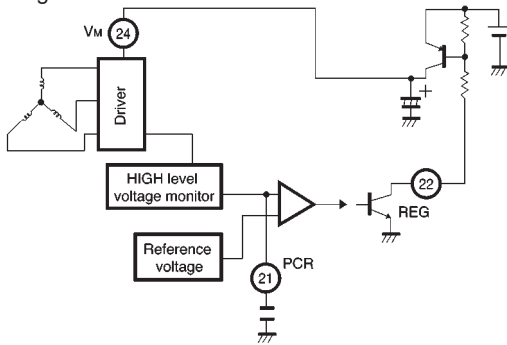 VM
24
Driver
HIGH level
voltage monitor
22
REG
Reference
voltage
PCR
21
+